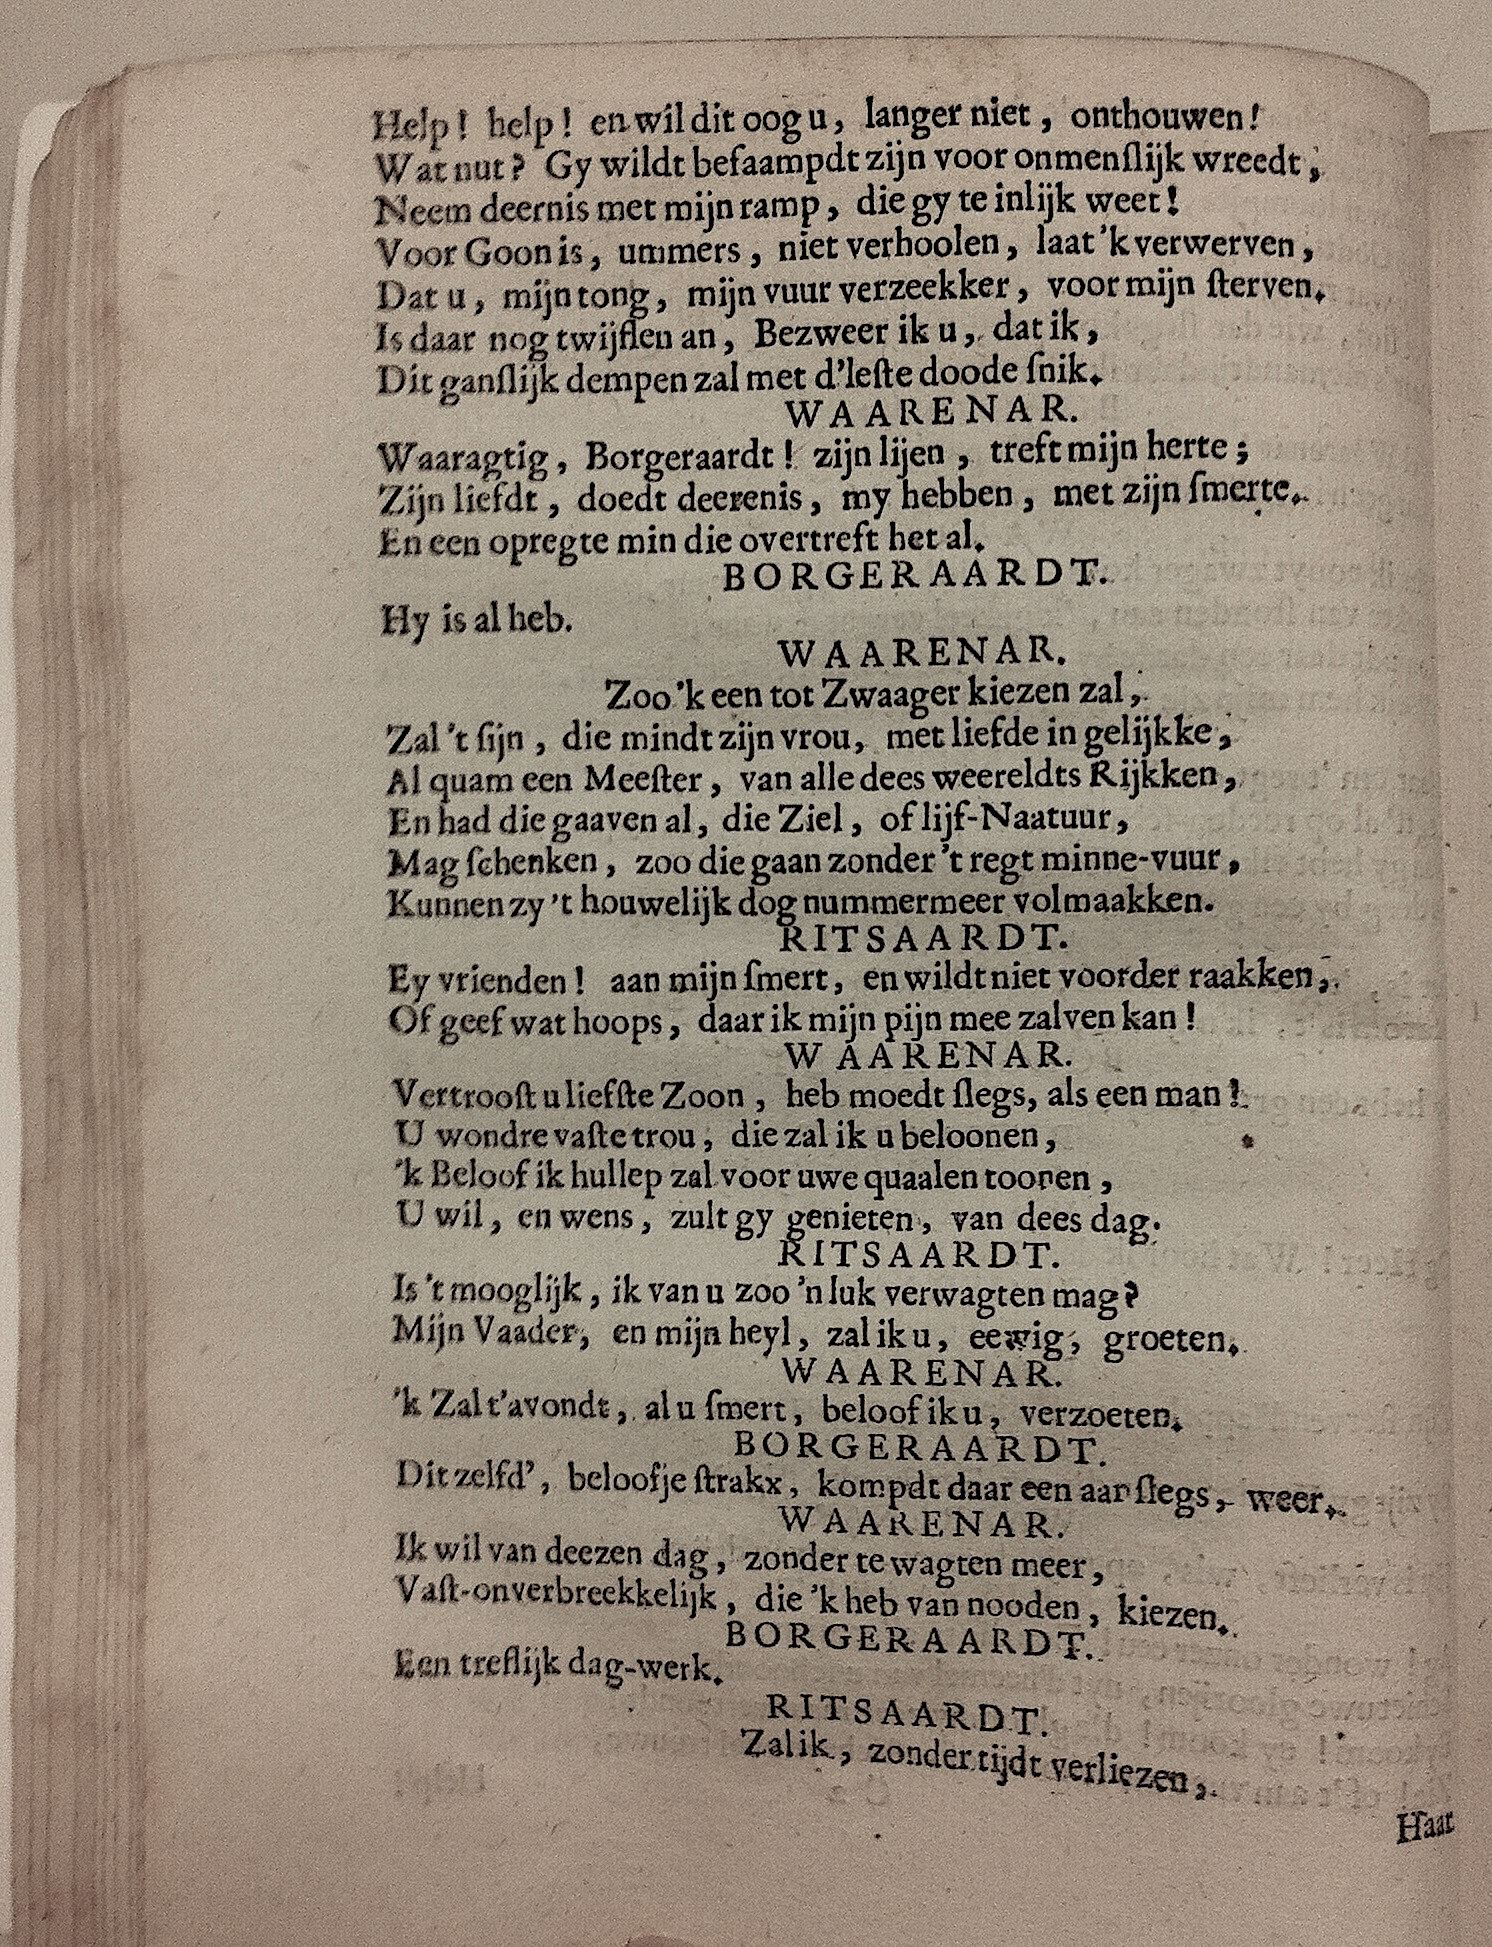 Help! help! en wil dit oog u, langer niet, onthouwen!
Wat nut? Gy wildt befaampdt zijn voor onmenſlijk wreedt,
Neem deernis met mijn ramp, die gy te inlijk weet!
Voor Goon is, ummers, niet verhoolen, laat 'k verwerven,
Dat u, mijn tong, mijn vuur verzeekker, voor mijn ſterven.
Is daar nog twijflen an, Bezweer ik u, dat ik,
Dit ganſlijk dempen zal met d'leſte doode ſnik.
WAARENAR.
Waaragtig, Borgeraardt! zijn lijen, treft mijn herte;
Zijn liefdt, doedt deerenis, my hebben, met zijn ſmerte.
En een opregte min die overtreft het al.
BORGERAARDT.
Hy is al heb.
WAARENAR.
Zoo 'k een tot Zwaager kiezen zal,
Zal 't ſijn, die mindt zijn vrou, met liefde in gelijkke,
Al quam een Meeſter, van alle dees weereldts Rijkken,
En had die gaaven al, die Ziel, of lijf-Naatuur,
Mag ſchenken, zoo die gaan zonder 't regt minne-vuur,
Kunnen zy 't houwelijk dog nummermeer volmaakken.
RITSAARDT.
Ey vrienden! aan mijn ſmert, en wildt niet voorder raakken,
Of geef wat hoops, daar ik mijn pijn mee zalven kan!
WAARENAR.
Vertrooſt u liefſte Zoon, heb moedt ſlegs, als een man!
U wondre vaſte trou, die zal ik u beloonen,
'k Beloof ik hullep zal voor uwe quaalen toonen,
U wil, en wens, zult gy genieten, van dees dag.
RITSAARDT.
Is 't mooglijk, ik van u zoo 'n luk verwagten mag?
Mijn Vaader, en mijn heyl, zal ik u, eewig, groeten.
WAARENAR.
'k Zal t'avondt, al u ſmert, beloof ik u, verzoeten.
BORGERAARDT.
Dit zelfd', beloofje ſtrakx, kompdt daar een aar ſlegs, weer.
WAARENAR.
Ik wil van deezen dag, zonder te wagten meer,
Vaſt-onverbreekkelijk, die 'k heb van nooden, kiezen.
BORGERAARDT.
Een treflijk dag-werk.
RITSAARDT.
Zal ik, zonder tijdt verliezen,
Haar